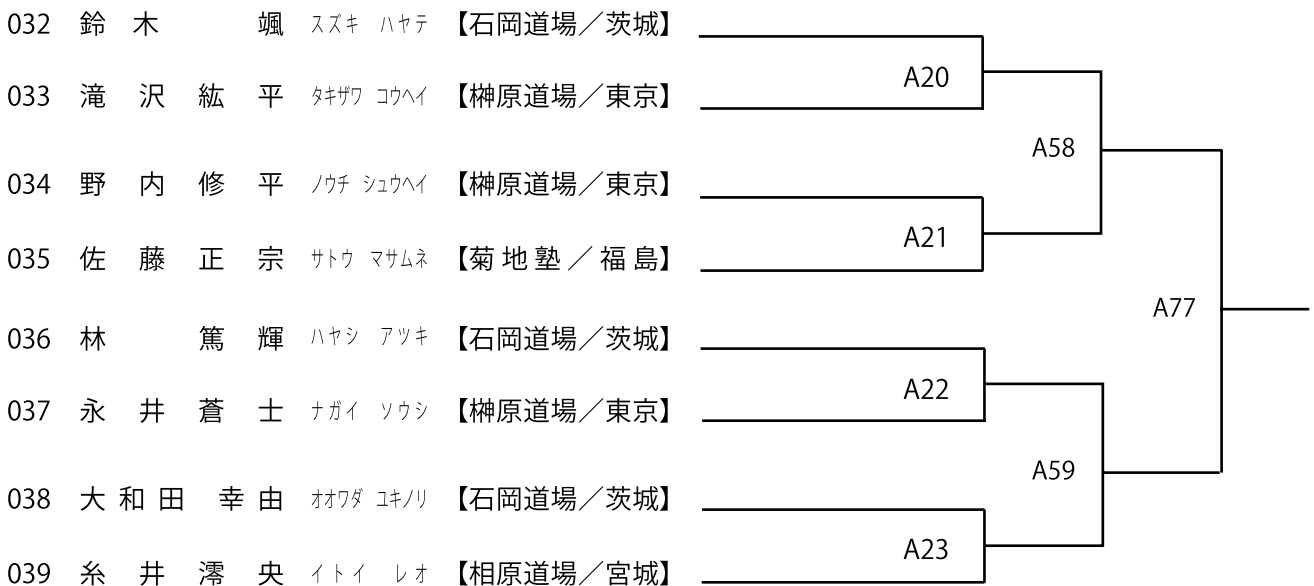 032 鈴木 颯 スズキ ハヤテ 【石岡道場／茨城】
033 滝沢紘平 タキザワ コウヘイ 【榊原道場／東京】
034 野内修平 ノウチ シュウヘイ 【榊原道場／東京】
035 佐藤正宗 サトウ マサムネ 【菊地塾／福島】
036 林 篤輝 ハヤシ アツキ 【石岡道場／茨城】
037 永井蒼士 ナガイ ソウシ 【榊原道場／東京】
038 大和田 幸由 オオワダ ユキノリ 【石岡道場／茨城】
039 糸井澪央 イトイ レオ 【相原道場／宮城】
A20
A21
A22
A23
A58
A59
A77